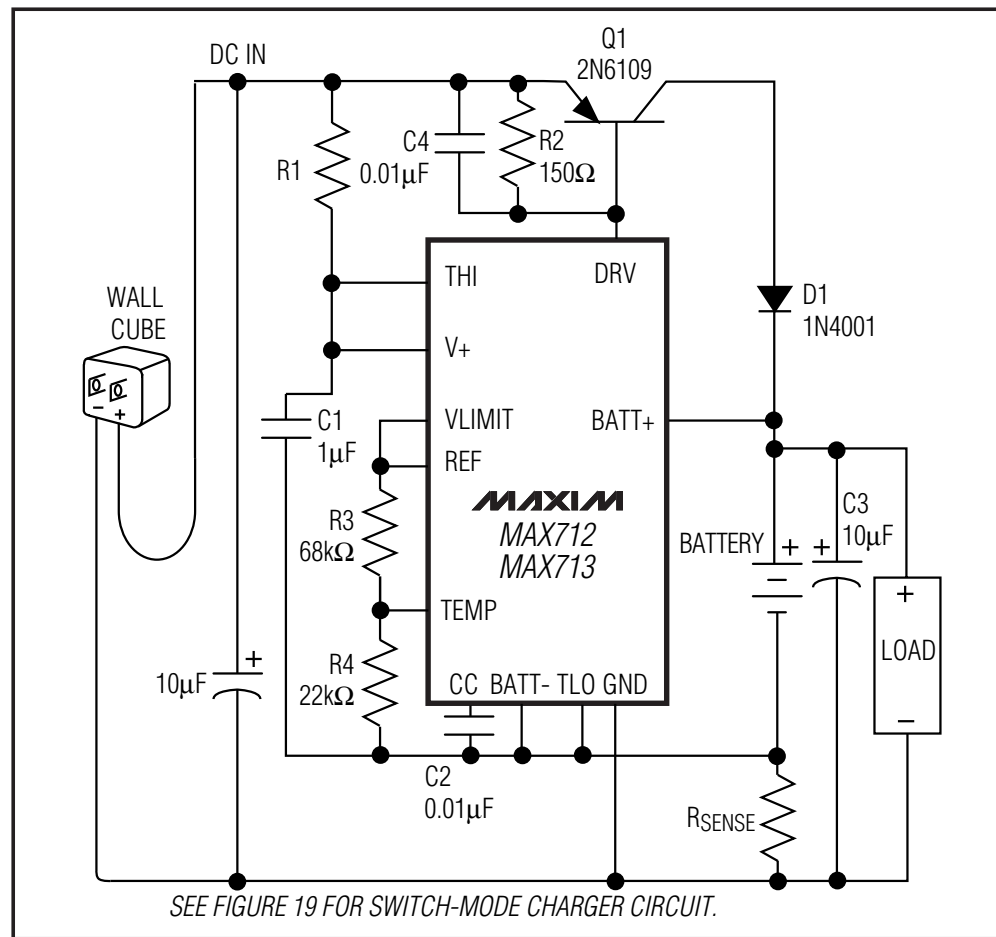 DC IN
Q1
2N6109
R1
C4
0.01µF
R2
150Ω
THI
DRV
D1
1N4001
WALL
CUBE
V+
– +
C1
1µF
VLIMIT
BATT+
REF
MAXIM
MAX712
MAX713
R3
68kΩ
C3
10µF
BATTERY
+
–
+
TEMP
+
LOAD
–
R4
22kΩ
10µF
+
CC BATT- TLO GND
C2
0.01µF
RSENSE
SEE FIGURE 19 FOR SWITCH-MODE CHARGER CIRCUIT.